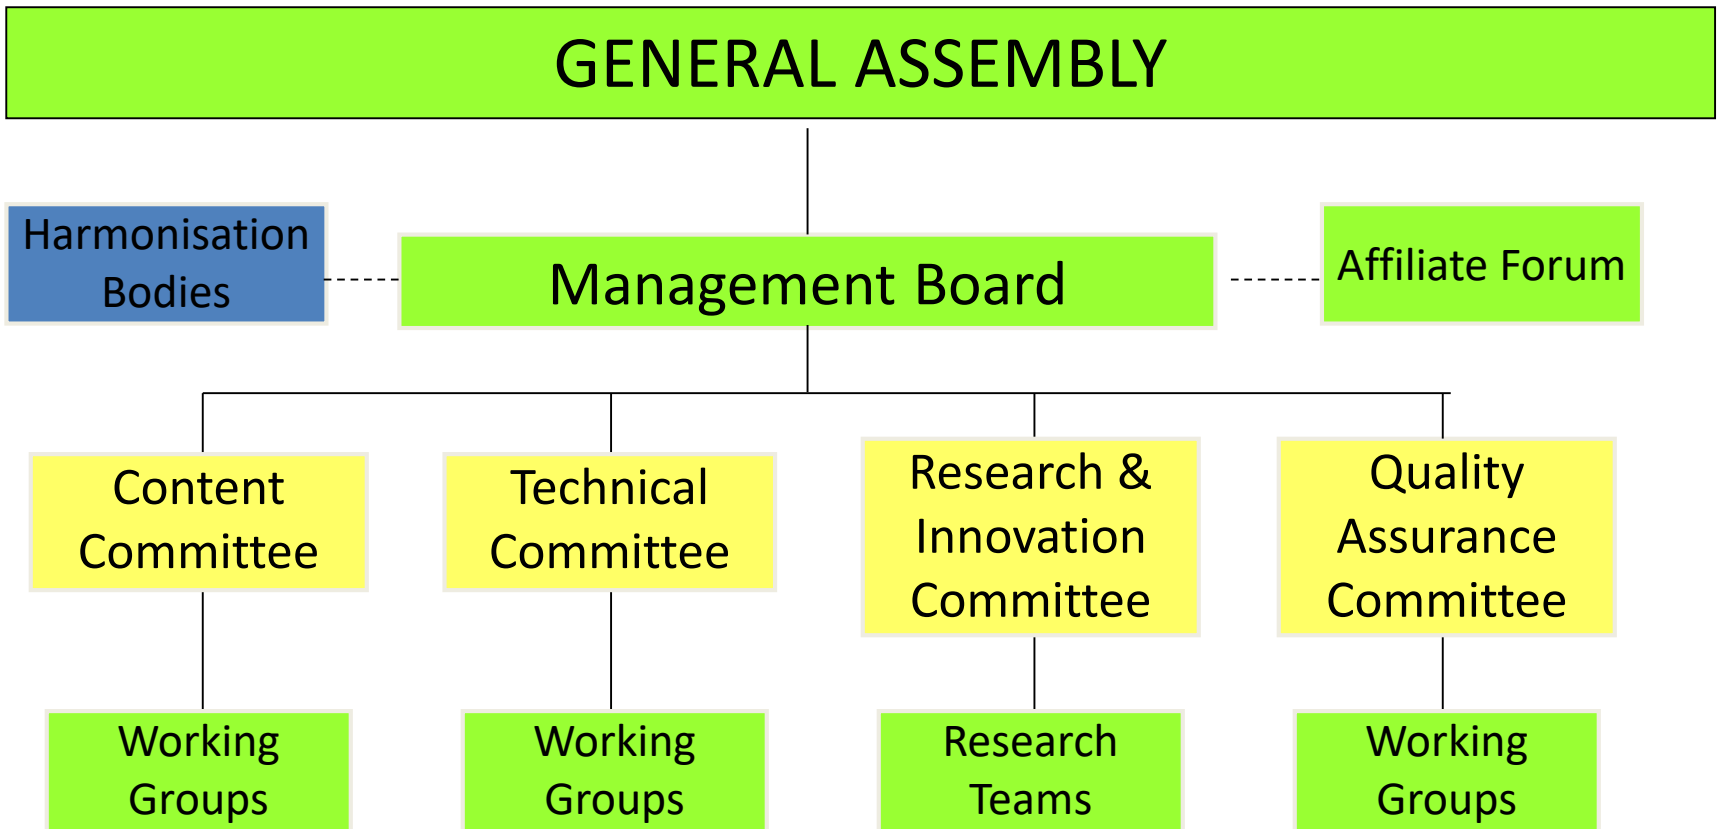 GENERAL ASSEMBLY
Harmonisation
Bodies
Management Board
Affiliate Forum
Content
Committee
Technical
Committee
Research &
Innovation
Committee
Quality
Assurance
Committee
Working
Groups
Working
Groups
Research
Teams
Working
Groups